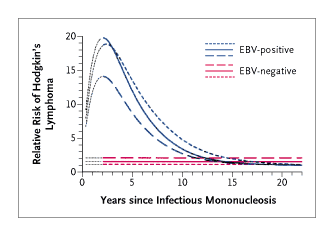 Relative Risk of Hodgkin's
Lymphoma
20
15
10
5
0
EBV-positive
EBV-negative
0 5 10 15 20
Years since Infectious Mononucleosis